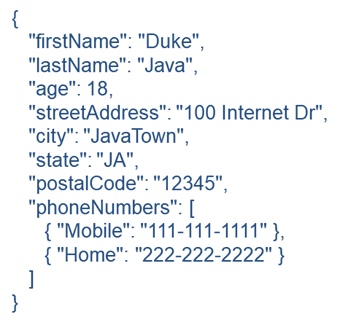 {
"firstName": "Duke",
"lastName": "Java",
"age": 18,
"streetAddress": "100 Internet Dr",
"city": "JavaTown",
"state": "JA",
"postalCode": "12345",
"phoneNumbers": [
{ "Mobile": "111-111-1111" },
{ "Home": "222-222-2222" }
]
}